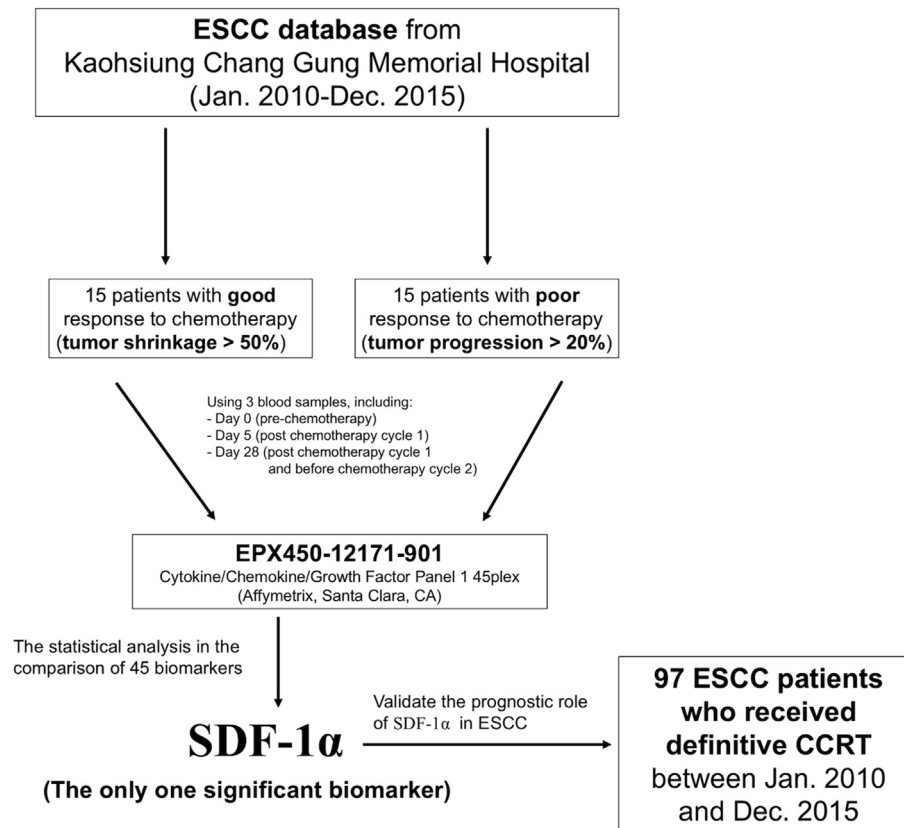 ESCC database from
Kaohsiung Chang Gung Memorial Hospital
(Jan. 2010-Dec. 2015)
15 patients with good
response to chemotherapy
(tumor shrinkage > 50%)
15 patients with poor
response to chemotherapy
(tumor progression > 20%)
Using 3 blood samples, including:
- Day 0 (pre-chemotherapy)
- Day 5 (post chemotherapy cycle 1)
- Day 28 (post chemotherapy cycle 1
and before chemotherapy cycle 2)
EPX450-12171-901
Cytokine/Chemokine/Growth Factor Panel 1 45plex
(Affymetrix, Santa Clara, CA)
The statistical analysis in the
comparison of 45 biomarkers
SDF-1α
(The only one significant biomarker)
Validate the prognostic role
of SDF-1α in ESCC
97 ESCC patients
who received
definitive CCRT
between Jan. 2010
and Dec. 2015